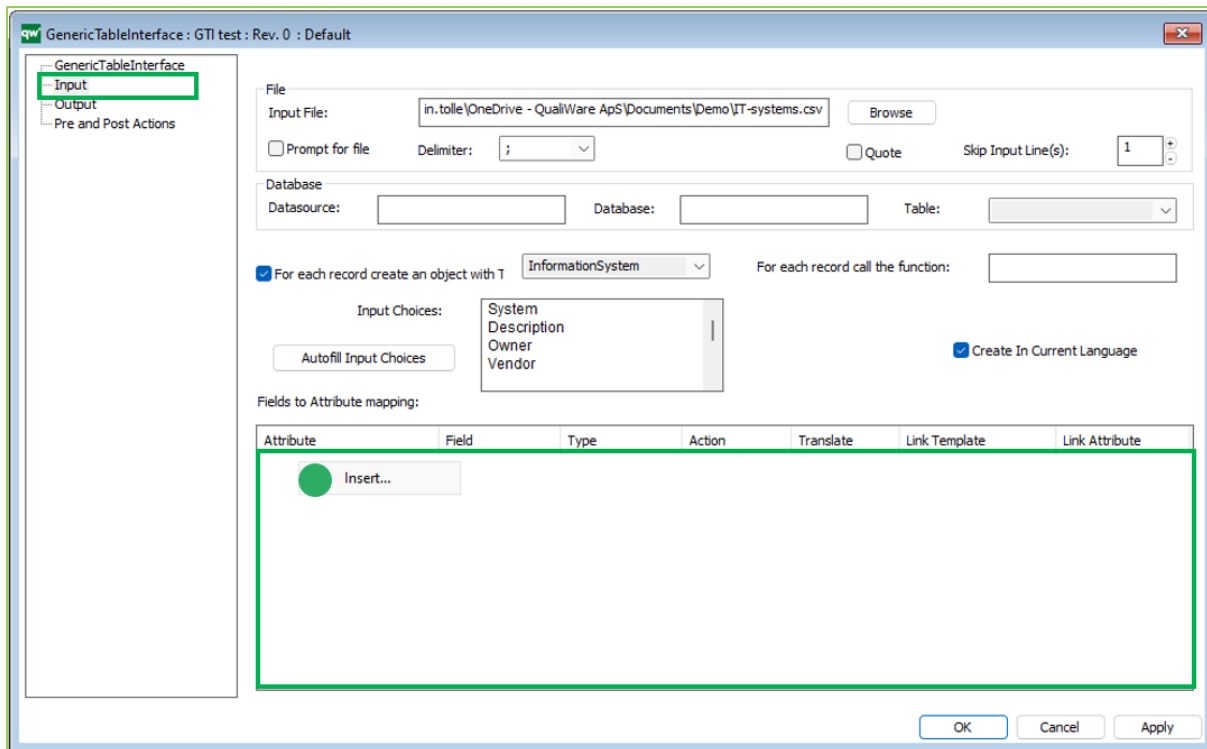 qw GenericTableInterface : GTI test : Rev. 0 : Default
GenericTableInterface
Input
Output
Pre and Post Actions
File
Input File: in.tolle\OneDrive - QualiWare ApS\Documents\Demo\IT-systems.csv Browse
Prompt for file Delimiter: ; Quote Skip Input Line(s): 1
Database
Datasource: Database: Table:
For each record create an object with T InformationSystem For each record call the function:
Input Choices: System
Description
Owner
Autofill Input Choices Vendor Create In Current Language
Fields to Attribute mapping:
Attribute Field Type Action Translate Link Template Link Attribute
Insert...
OK Cancel Apply